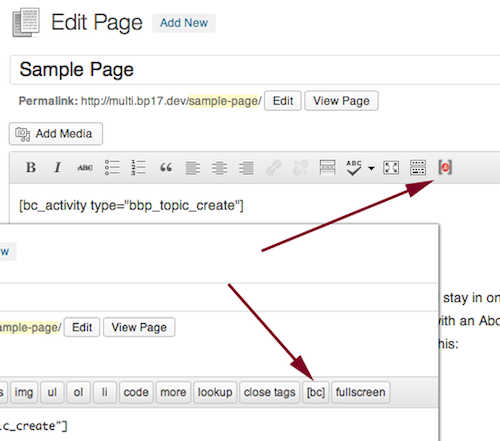 Edit Page Add New
Sample Page
Permalink: http://multi.bp17.dev/sample-page/ Edit View Page
Add Media
B I ABC ABC
[bc_activity type="bbp_topic_create"]
stay in on
with an Abo
his:
w
ample-page/ Edit View Page
s img ul ol li code more lookup close tags [bc] fullscreen
c_create"]